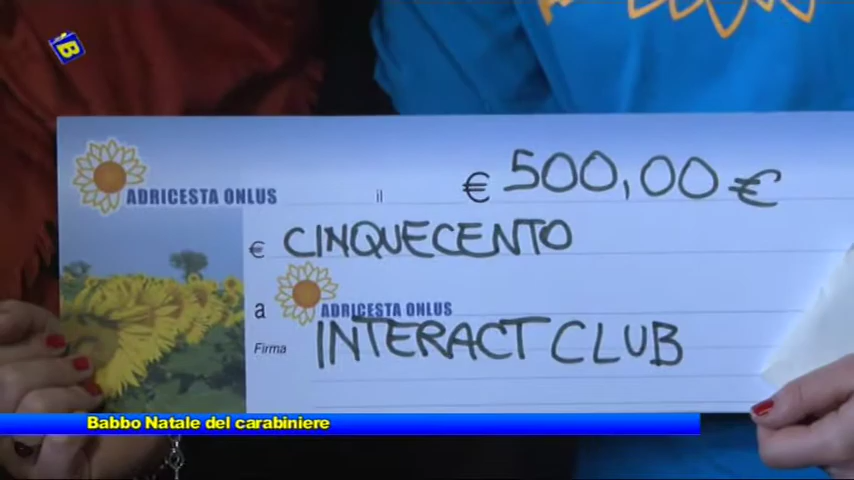 B
ADRICESTA ONLUS il € 500,00 €
€ CINQUECENTO
a ADRICESTA ONLUS
Firma INTERACT CLUB
Babbo Natale del carabiniere